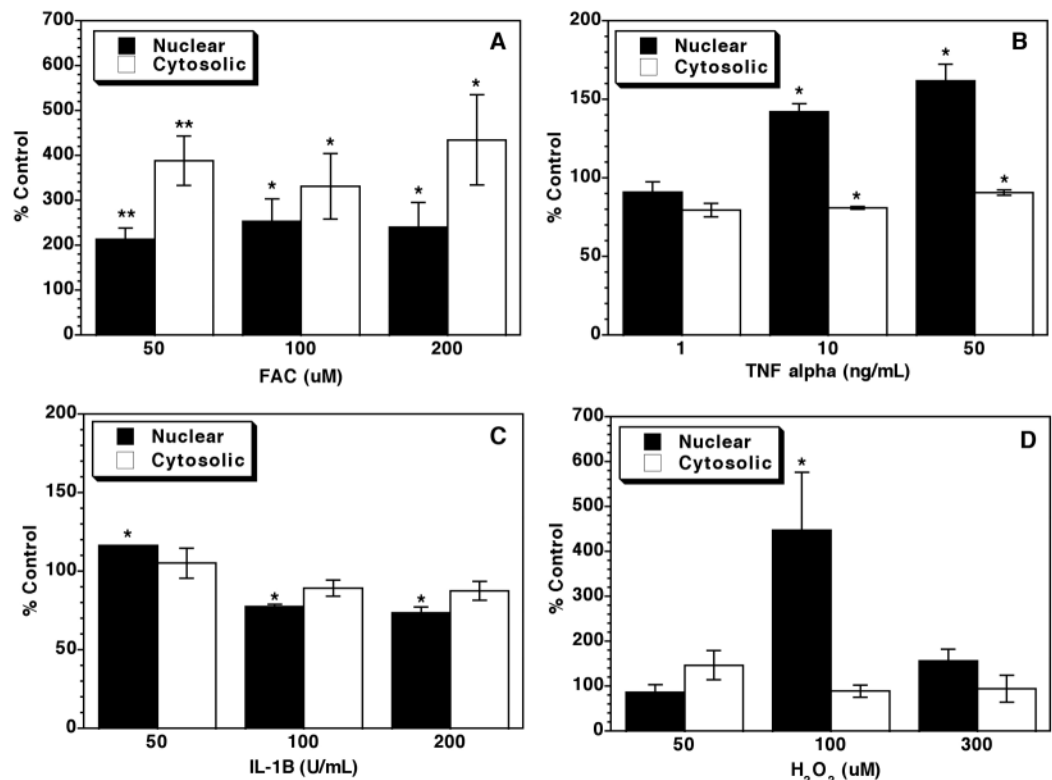 A
Nuclear
Cytosolic
700
600
500
400
300
200
100
0
% Control
**
**
*
*
*
*
50 100 200
FAC (uM)
B
Nuclear
Cytosolic
200
150
100
50
0
% Control
*
*
*
*
1 10 50
TNF alpha (ng/mL)
C
Nuclear
Cytosolic
200
150
100
50
0
% Control
*
*
*
50 100 200
IL-1B (U/mL)
D
Nuclear
Cytosolic
700
600
500
400
300
200
100
0
% Control
*
50 100 300
H₂O₂ (uM)